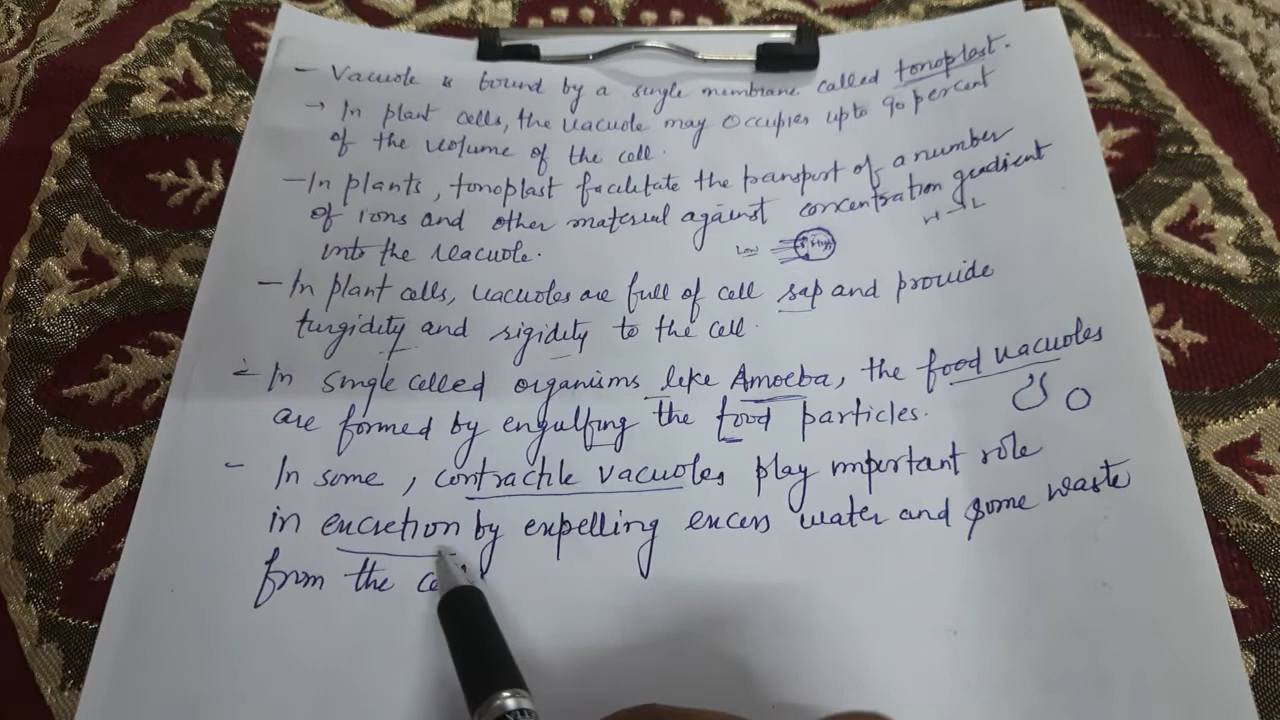 - Vacuole is bound by a single membrane called tonoplast.
→ In plant cells, the vacuole may occupies upto 90 percent
of the volume of the cell.
- In plants, tonoplast facilitate the transport of a number
of ions and other material against concentration gradient
H → L
into the vacuole. Low High
- In plant cells, vacuoles are full of cell sap and provide
turgidity and rigidity to the cell.
- In single celled organisms like Amoeba, the food vacuoles
are formed by engulfing the food particles.
- In some, contractile vacuoles play important role
in excretion by expelling excess water and some waste
from the